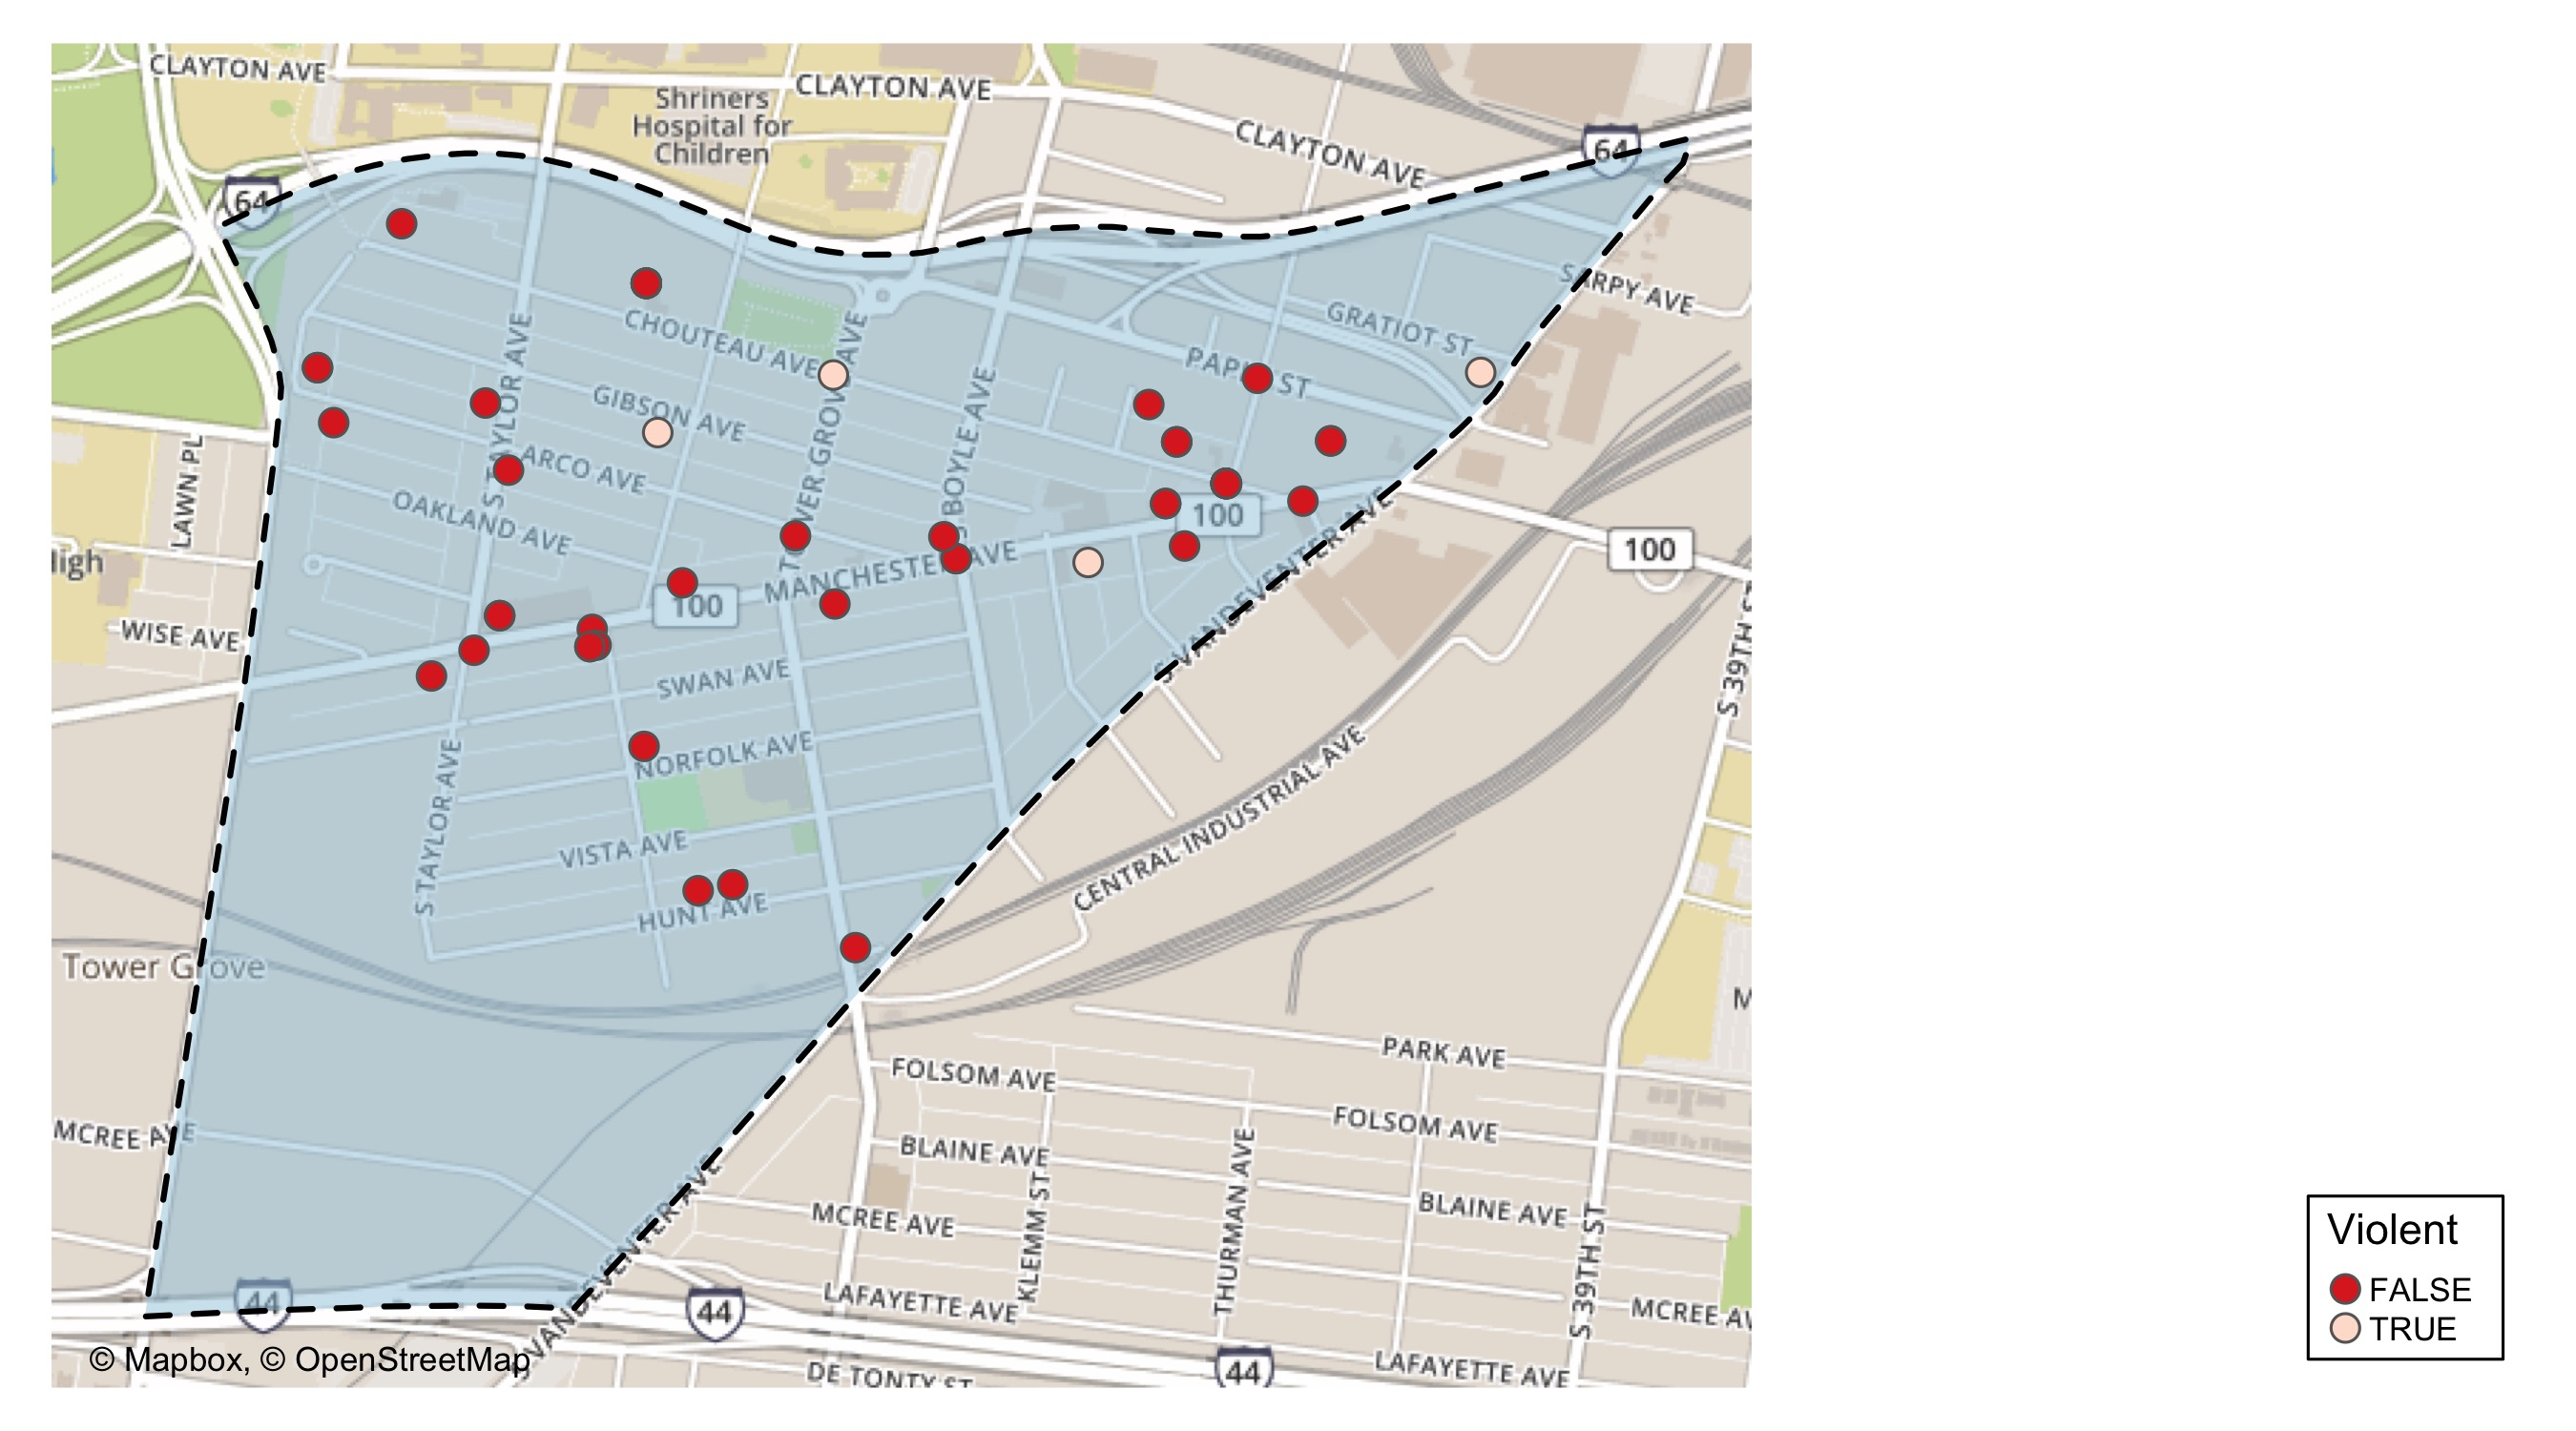 CLAYTON AVE
CLAYTON AVE
Shriners
Hospital for
Children
CLAYTON AVE
64
64
SARPY AVE
GRATIOT ST
CHOUTEAU AVE
PAPIN ST
GIBSON AVE
S TAYLOR AVE
TOWER GROVE AVE
S BOYLE AVE
ARCO AVE
LAWN PL
OAKLAND AVE
100
S VANDEVENTER AVE
100
MANCHESTER AVE
100
WISE AVE
SWAN AVE
S 39TH ST
NORFOLK AVE
CENTRAL INDUSTRIAL AVE
S TAYLOR AVE
VISTA AVE
HUNT AVE
Tower Grove
PARK AVE
FOLSOM AVE
FOLSOM AVE
MCREE AVE
BLAINE AVE
KLEMM ST
THURMAN AVE
BLAINE AVE
MCREE AVE
S VANDEVENTER AVE
S 39TH ST
44
44
LAFAYETTE AVE
MCREE AV
44
LAFAYETTE AVE
DE TONTY ST
© Mapbox, © OpenStreetMap
Violent
FALSE
TRUE